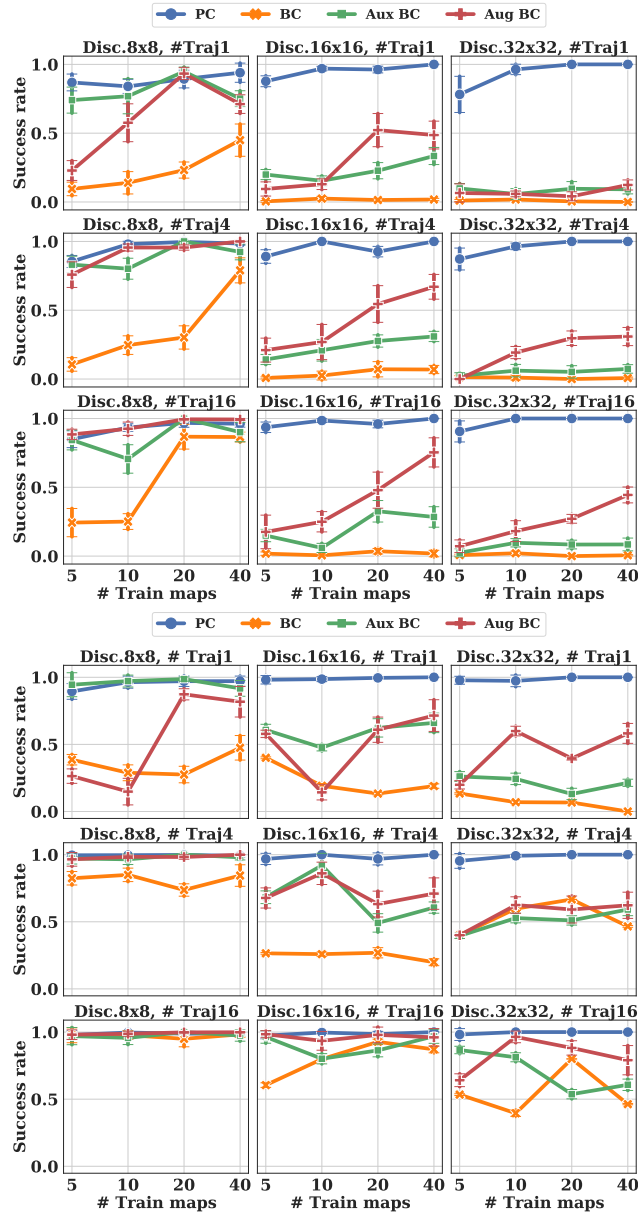 PC BC Aux BC Aug BC
Disc.8x8, #Traj1 Disc.16x16, #Traj1 Disc.32x32, #Traj1
Success rate
1.0
0.5
0.0
Disc.8x8, #Traj4 Disc.16x16, #Traj4 Disc.32x32, #Traj4
Success rate
1.0
0.5
0.0
Disc.8x8, #Traj16 Disc.16x16, #Traj16 Disc.32x32, #Traj16
Success rate
1.0
0.5
0.0
5 10 20 40 5 10 20 40 5 10 20 40
# Train maps # Train maps # Train maps
PC BC Aux BC Aug BC
Disc.8x8, # Traj1 Disc.16x16, # Traj1 Disc.32x32, # Traj1
Success rate
1.0
0.5
0.0
Disc.8x8, # Traj4 Disc.16x16, # Traj4 Disc.32x32, # Traj4
Success rate
1.0
0.5
0.0
Disc.8x8, # Traj16 Disc.16x16, # Traj16 Disc.32x32, # Traj16
Success rate
1.0
0.5
0.0
5 10 20 40 5 10 20 40 5 10 20 40
# Train maps # Train maps # Train maps